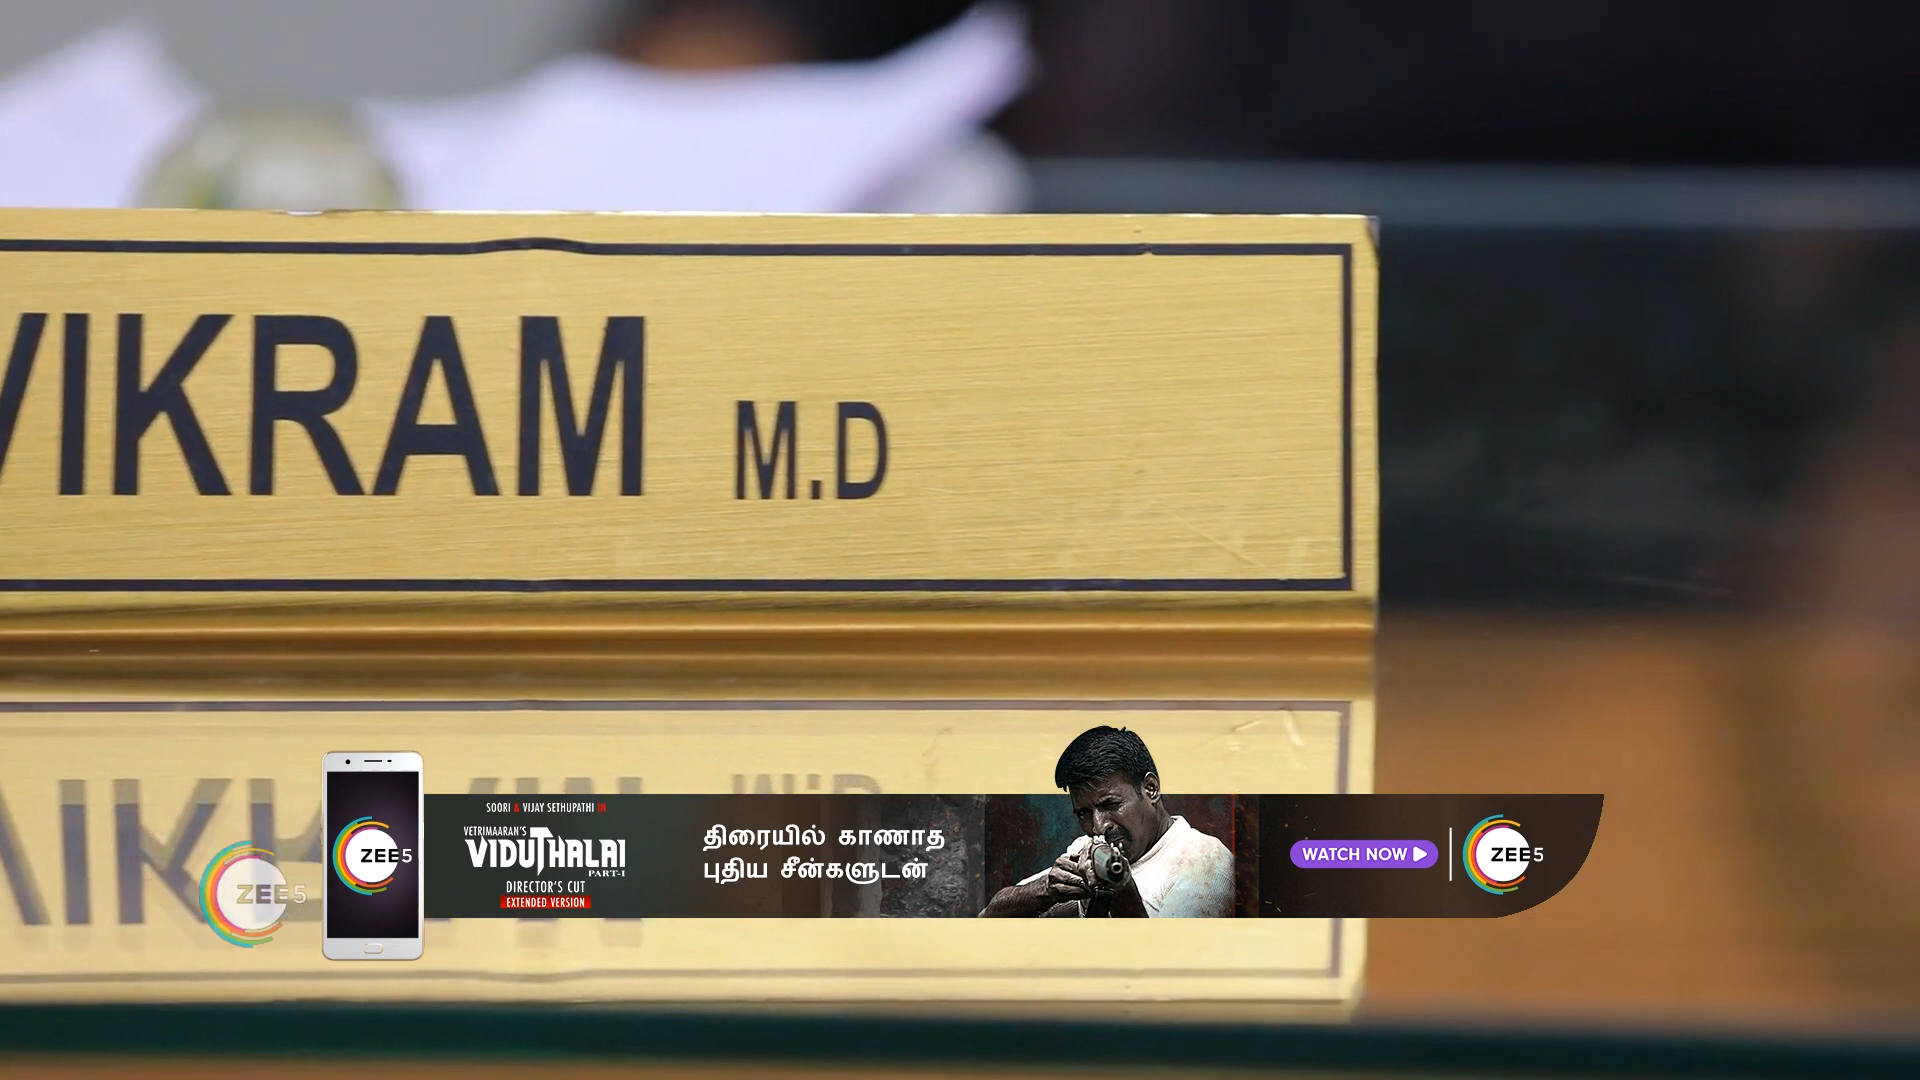 VIKRAM M.D
SOORI & VIJAY SETHUPATHI IN
VETRIMAARAN'S
VIDUTHALAI
PART-1
DIRECTOR'S CUT
EXTENDED VERSION
திரையில் காணாத
புதிய சீன்களுடன்
WATCH NOW
ZEE5
ZEE5
ZEE5